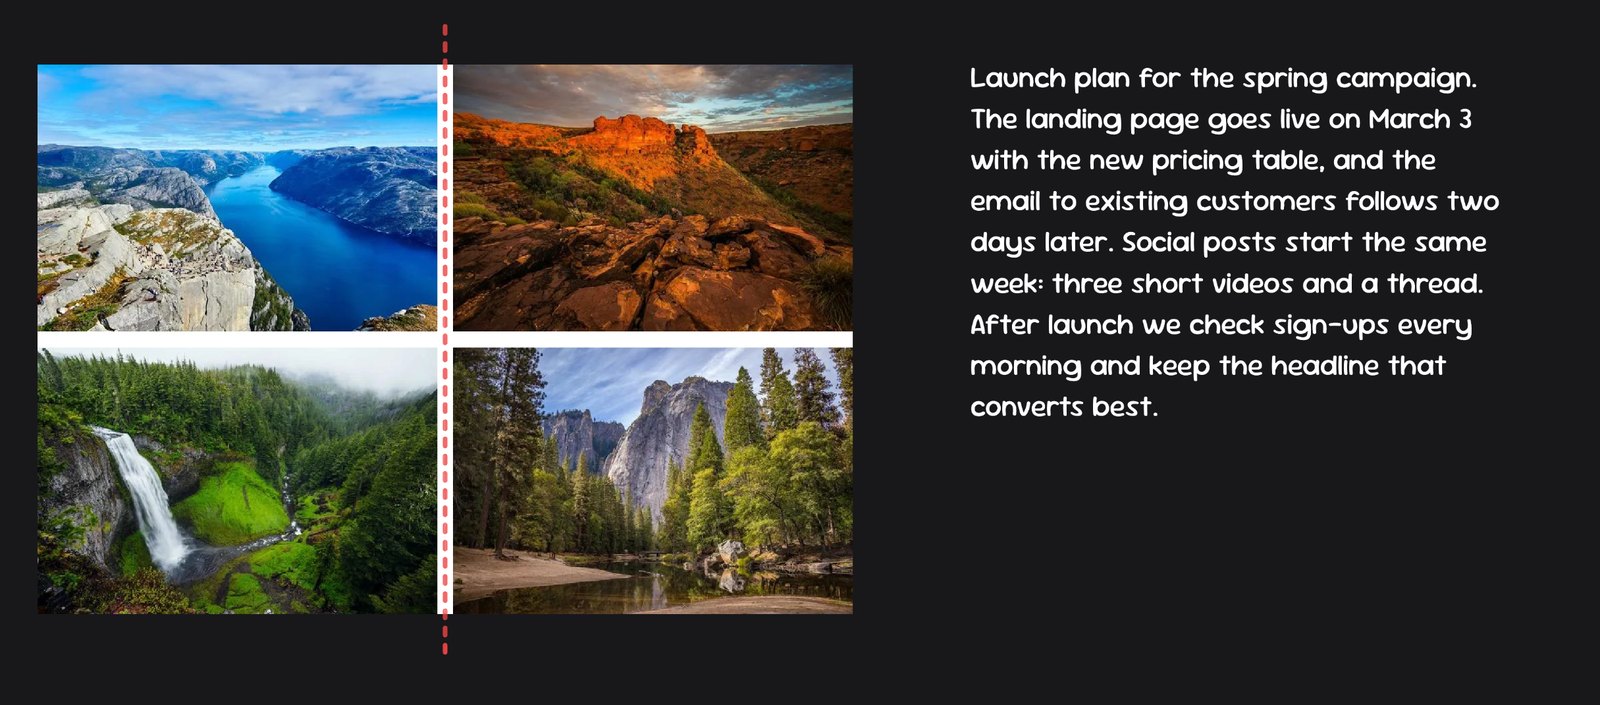 Launch plan for the spring campaign.
The landing page goes live on March 3
with the new pricing table, and the
email to existing customers follows two
days later. Social posts start the same
week: three short videos and a thread.
After launch we check sign-ups every
morning and keep the headline that
converts best.